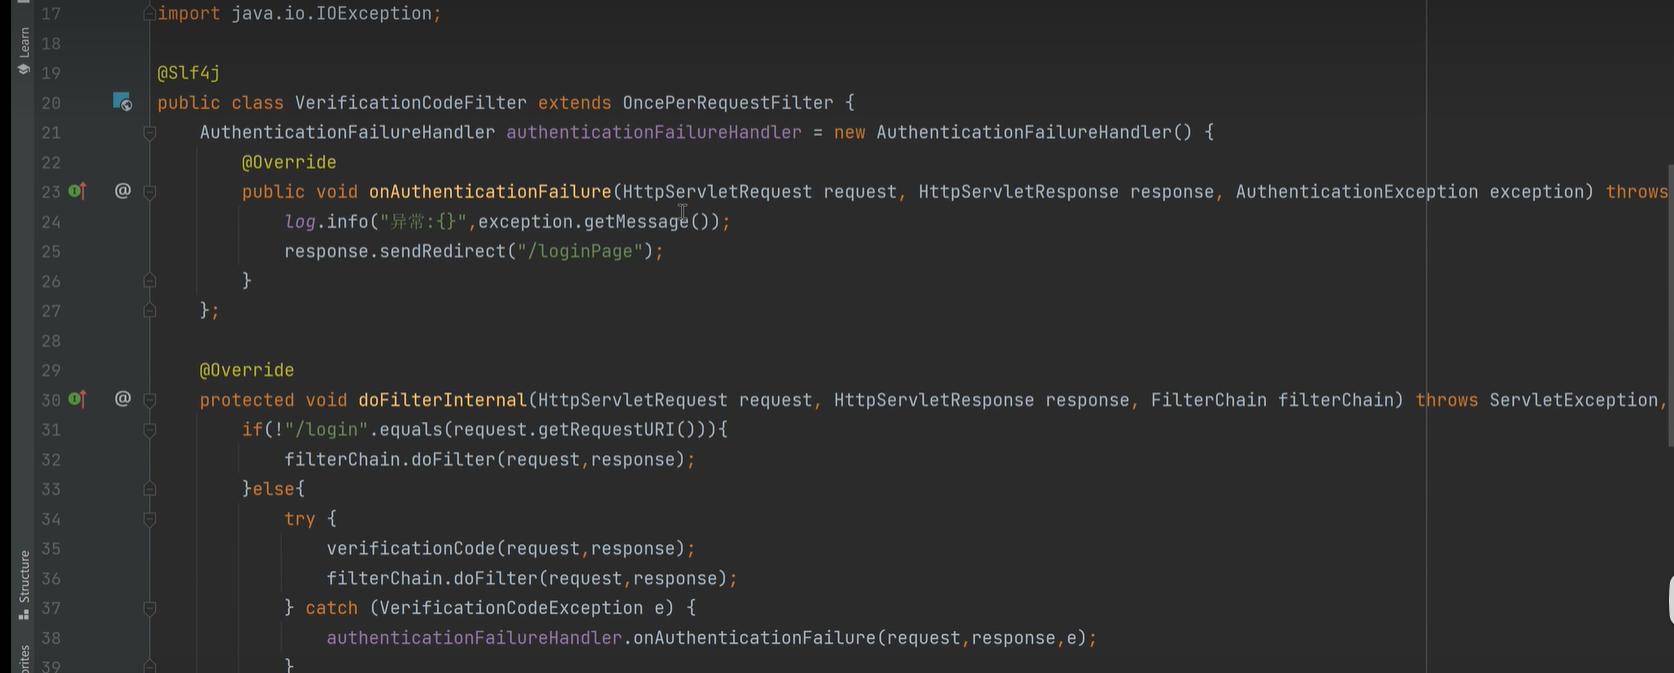 Learn
Structure
17 import java.io.IOException;
18
19 @Slf4j
20 public class VerificationCodeFilter extends OncePerRequestFilter {
21 AuthenticationFailureHandler authenticationFailureHandler = new AuthenticationFailureHandler() {
22 @Override
23 @ public void onAuthenticationFailure(HttpServletRequest request, HttpServletResponse response, AuthenticationException exception) throws
24 log.info("异常:{}",exception.getMessage());
25 response.sendRedirect("/loginPage");
26 }
27 };
28
29 @Override
30 @ protected void doFilterInternal(HttpServletRequest request, HttpServletResponse response, FilterChain filterChain) throws ServletException,
31 if(!"/login".equals(request.getRequestURI())){
32 filterChain.doFilter(request,response);
33 }else{
34 try {
35 verificationCode(request,response);
36 filterChain.doFilter(request,response);
37 } catch (VerificationCodeException e) {
38 authenticationFailureHandler.onAuthenticationFailure(request,response,e);
39 }